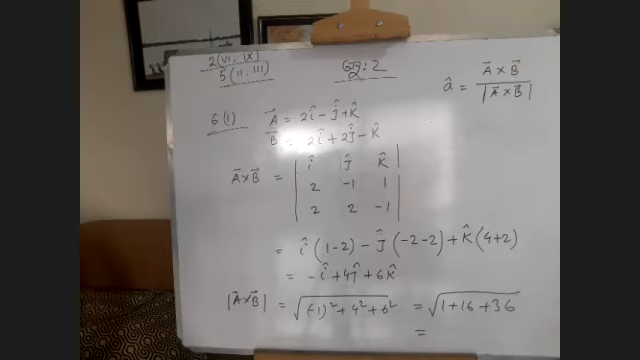 2(VI, IX)
5(II, III)
â = A⃗ × B⃗ / |A⃗ × B⃗|
6(1) A⃗ = 2î - ĵ + k̂
B⃗ = 2î + 2ĵ - k̂
A⃗×B⃗ = | î ĵ k̂ |
| 2 -1 1 |
| 2 2 -1 |
= î(1-2) - ĵ(-2-2) + k̂(4+2)
= -î + 4ĵ + 6k̂
|A⃗×B⃗| = √(-1)² + 4² + 6² = √1+16+36
=